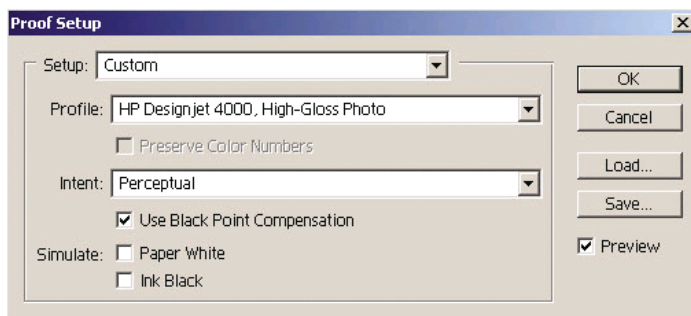 Proof Setup
Setup: Custom
OK
Profile: HP Designjet 4000, High-Gloss Photo
Cancel
Preserve Color Numbers
Load...
Intent: Perceptual
Save...
Use Black Point Compensation
Preview
Simulate: Paper White
Ink Black